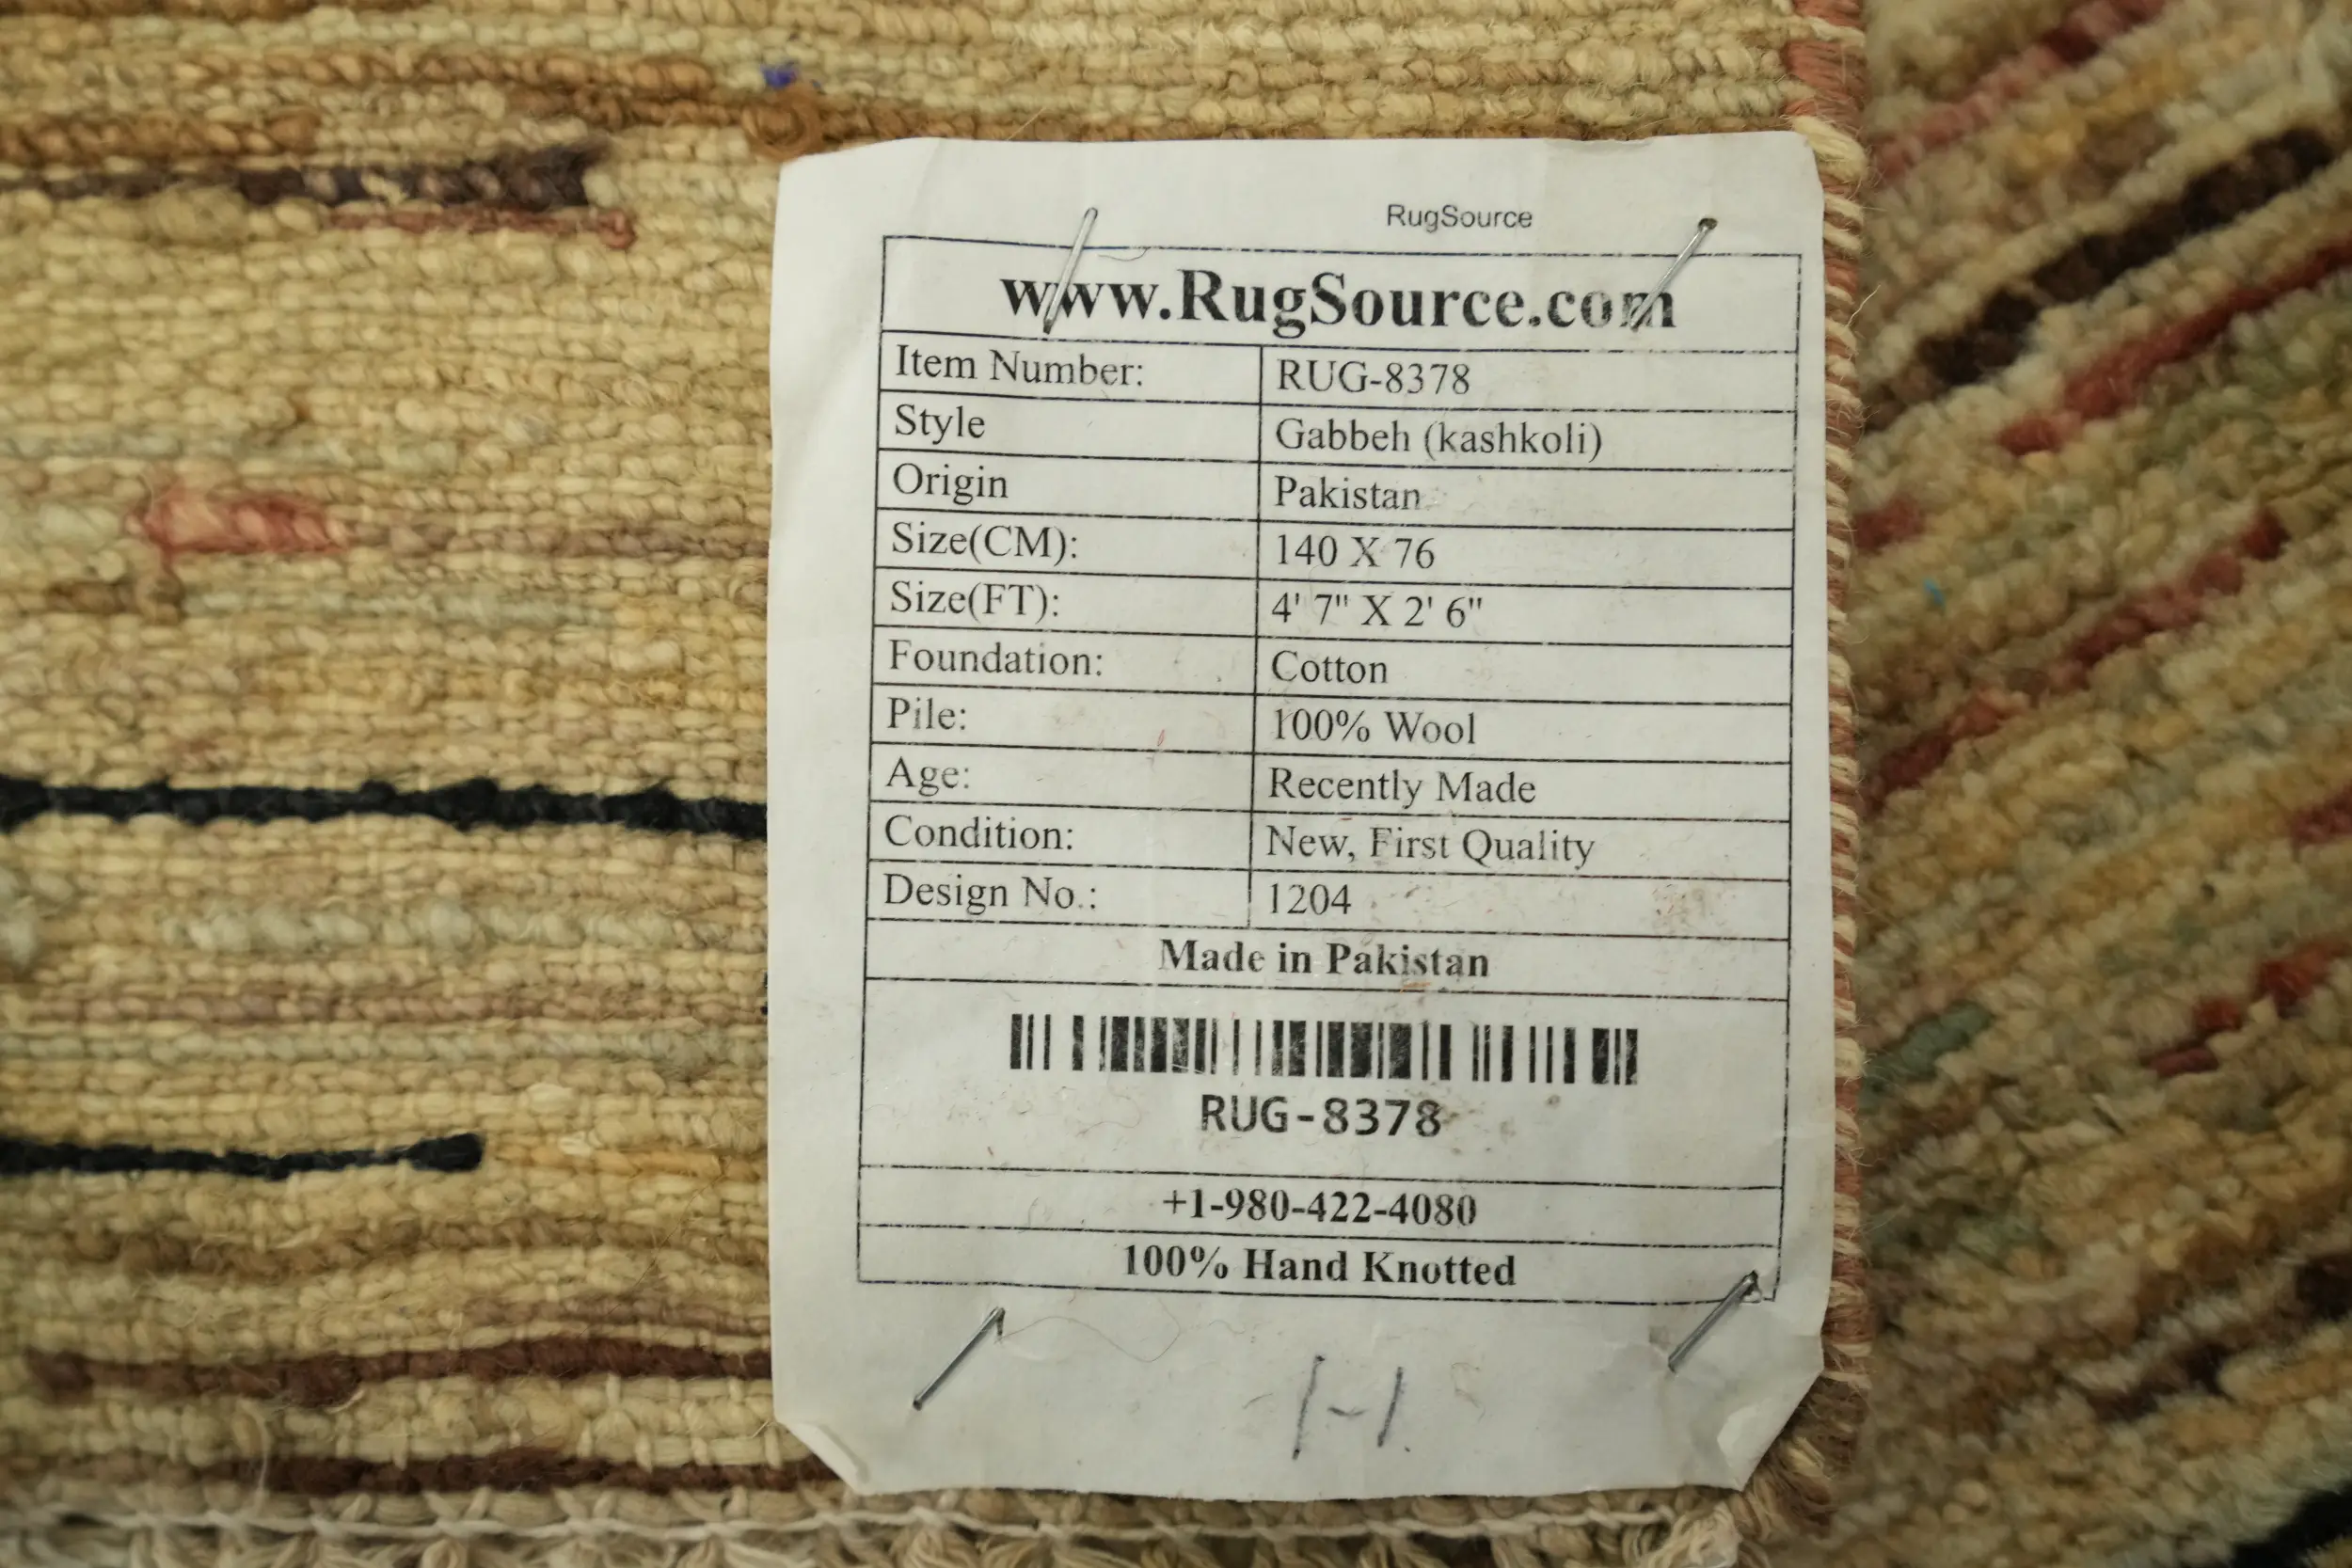 RugSource
www.RugSource.com
Item Number: RUG-8378
Style Gabbeh (kashkoli)
Origin Pakistan
Size(CM): 140 X 76
Size(FT): 4' 7" X 2' 6"
Foundation: Cotton
Pile: 100% Wool
Age: Recently Made
Condition: New, First Quality
Design No.: 1204
Made in Pakistan
RUG-8378
+1-980-422-4080
100% Hand Knotted
1-1